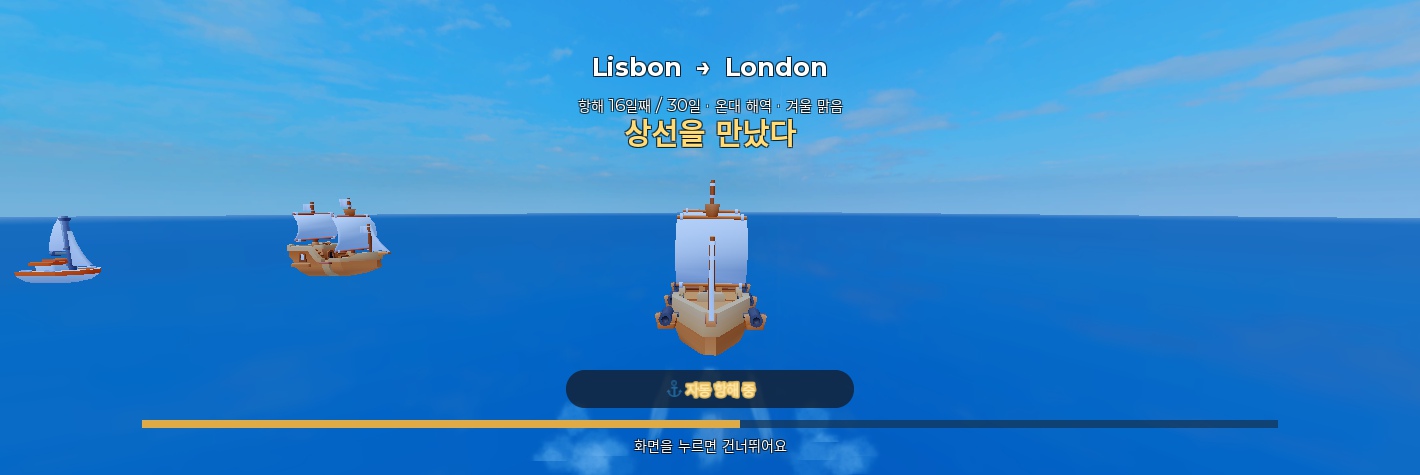 Lisbon → London
항해 16일째 / 30일 · 온대 해역 · 겨울 맑음
상선을 만났다
⚓ 자동 항해 중
화면을 누르면 건너뛰어요